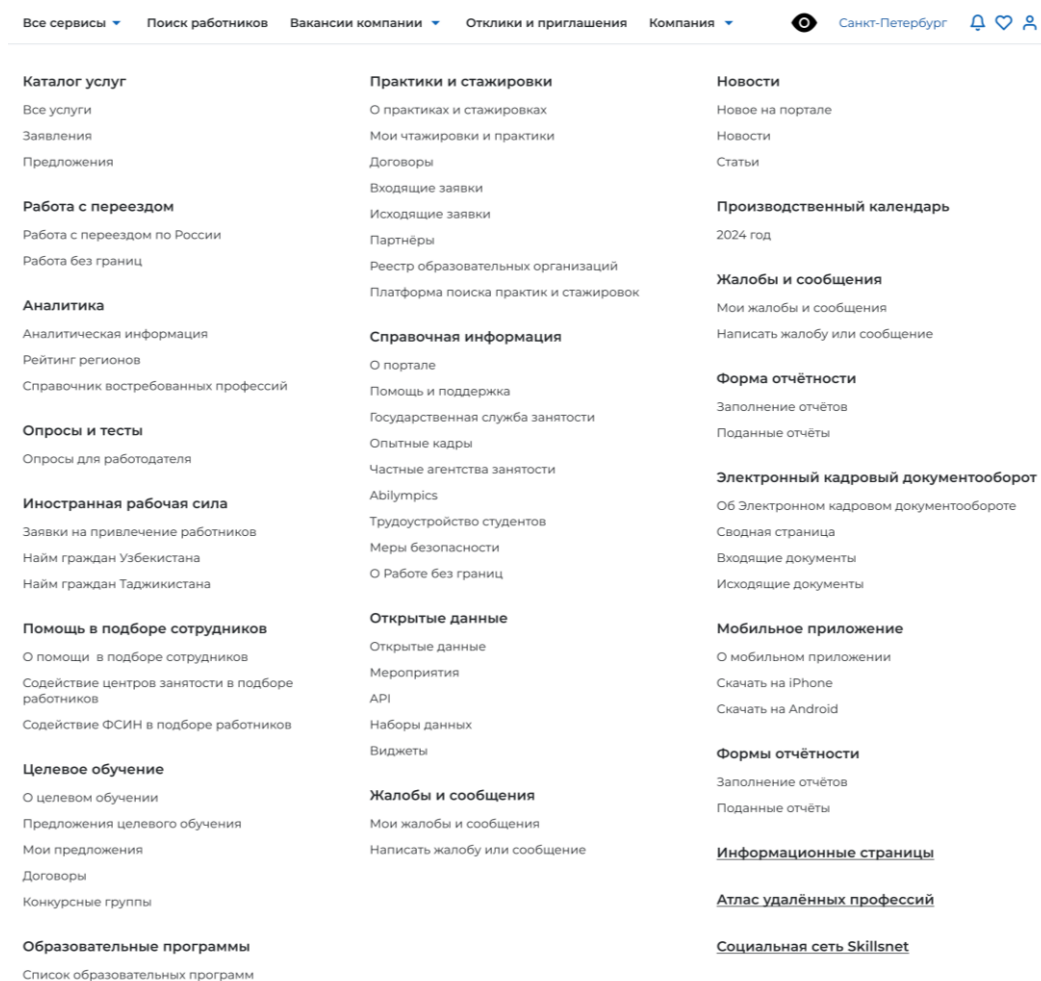 Все сервисы
Поиск работников
Вакансии компании
Отклики и приглашения
Компания
Санкт-Петербург
Каталог услуг
Все услуги
Заявления
Предложения
Работа с переездом
Работа с переездом по России
Работа без границ
Аналитика
Аналитическая информация
Рейтинг регионов
Справочник востребованных профессий
Опросы и тесты
Опросы для работодателя
Иностранная рабочая сила
Заявки на привлечение работников
Найм граждан Узбекистана
Найм граждан Таджикистана
Помощь в подборе сотрудников
О помощи в подборе сотрудников
Содействие центров занятости в подборе
работников
Содействие ФСИН в подборе работников
Целевое обучение
О целевом обучении
Предложения целевого обучения
Мои предложения
Договоры
Конкурсные группы
Образовательные программы
Список образовательных программ
Практики и стажировки
О практиках и стажировках
Мои чтажировки и практики
Договоры
Входящие заявки
Исходящие заявки
Партнёры
Реестр образовательных организаций
Платформа поиска практик и стажировок
Справочная информация
О портале
Помощь и поддержка
Государственная служба занятости
Опытные кадры
Частные агентства занятости
Abilympics
Трудоустройство студентов
Меры безопасности
О Работе без границ
Открытые данные
Открытые данные
Мероприятия
API
Наборы данных
Виджеты
Жалобы и сообщения
Мои жалобы и сообщения
Написать жалобу или сообщение
Новости
Новое на портале
Новости
Статьи
Производственный календарь
2024 год
Жалобы и сообщения
Мои жалобы и сообщения
Написать жалобу или сообщение
Форма отчётности
Заполнение отчётов
Поданные отчёты
Электронный кадровый документооборот
Об Электронном кадровом документообороте
Сводная страница
Входящие документы
Исходящие документы
Мобильное приложение
О мобильном приложении
Скачать на iPhone
Скачать на Android
Формы отчётности
Заполнение отчётов
Поданные отчёты
Информационные страницы
Атлас удалённых профессий
Социальная сеть Skillsnet